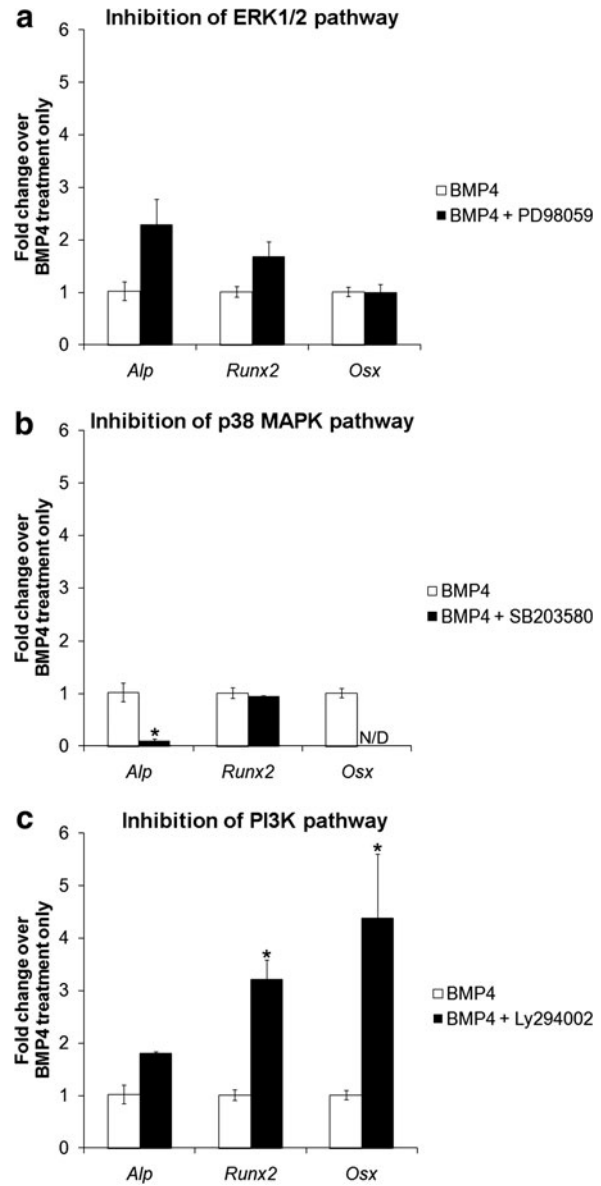 a Inhibition of ERK1/2 pathway
Fold change over
BMP4 treatment only
6
5
4
3
2
1
0
Alp Runx2 Osx
BMP4
BMP4 + PD98059
b Inhibition of p38 MAPK pathway
Fold change over
BMP4 treatment only
6
5
4
3
2
1
0
*
N/D
Alp Runx2 Osx
BMP4
BMP4 + SB203580
c Inhibition of PI3K pathway
Fold change over
BMP4 treatment only
6
5
4
3
2
1
0
*
*
Alp Runx2 Osx
BMP4
BMP4 + Ly294002